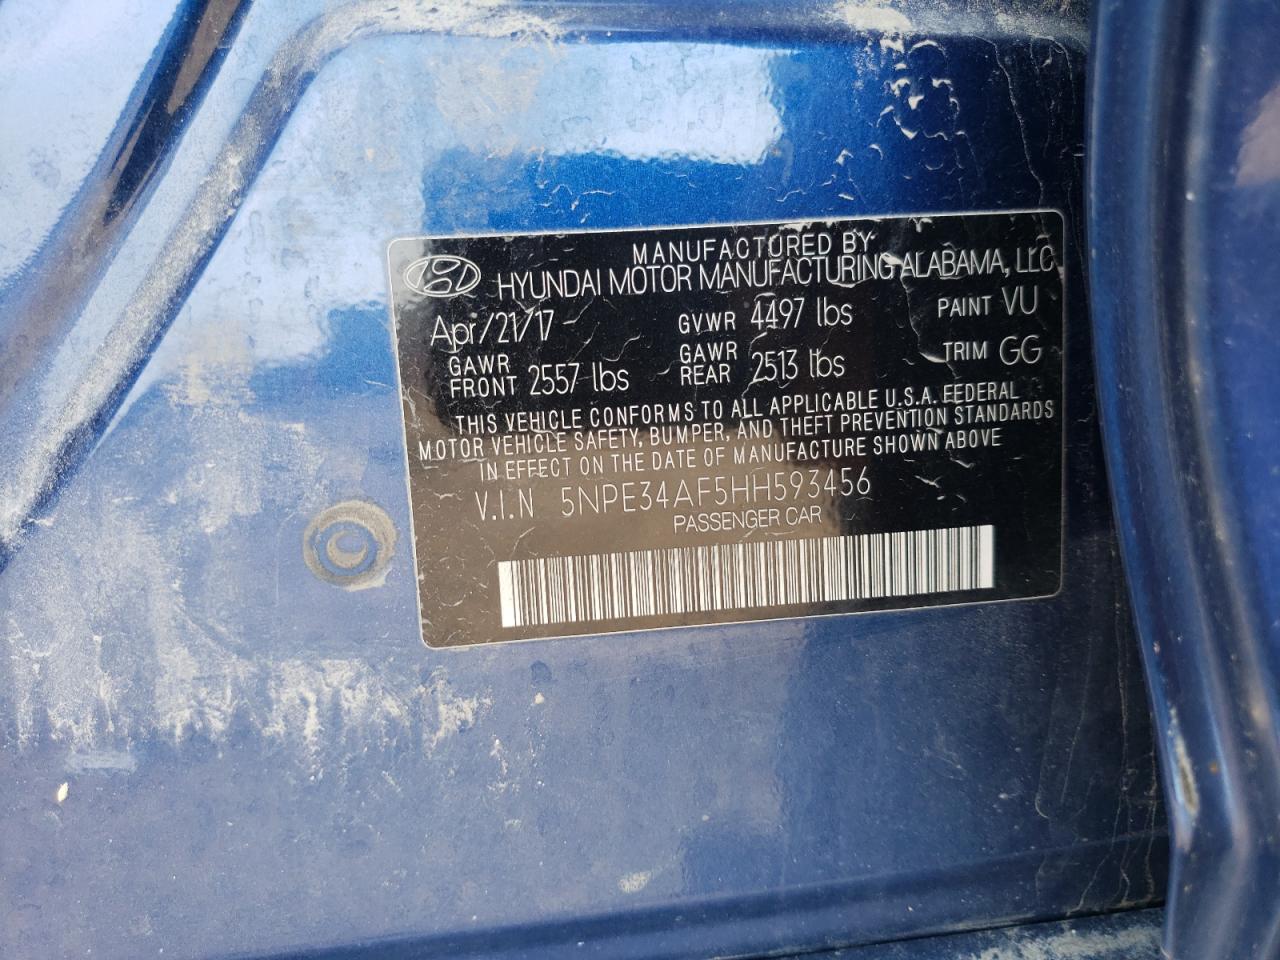 MANUFACTURED BY
HYUNDAI MOTOR MANUFACTURING ALABAMA, LLC
Apr/21/17 GVWR 4497 lbs PAINT VU
GAWR FRONT 2557 lbs GAWR REAR 2513 lbs TRIM GG
THIS VEHICLE CONFORMS TO ALL APPLICABLE U.S.A. FEDERAL
MOTOR VEHICLE SAFETY, BUMPER, AND THEFT PREVENTION STANDARDS
IN EFFECT ON THE DATE OF MANUFACTURE SHOWN ABOVE
V.I.N 5NPE34AF5HH593456
PASSENGER CAR